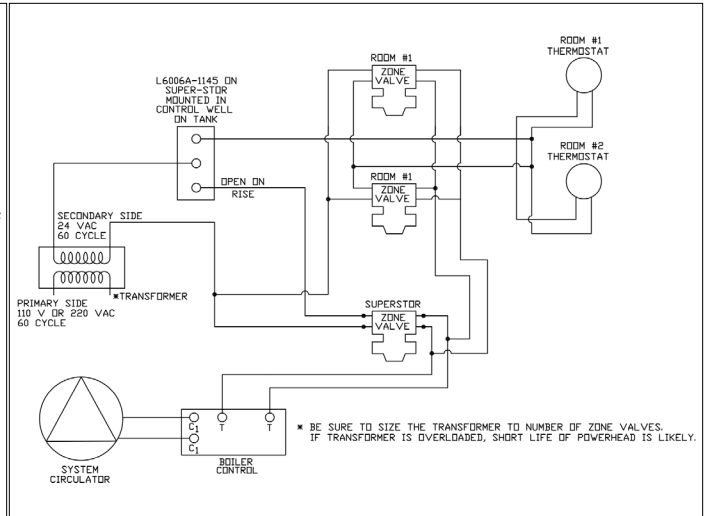 ROOM #1
THERMOSTAT
ROOM #1
ZONE
VALVE
L6006A-1145 ON
SUPER-STOR
MOUNTED IN
CONTROL WELL
ON TANK
ROOM #2
THERMOSTAT
OPEN ON
RISE
ROOM #1
ZONE
VALVE
SECONDARY SIDE
24 VAC
60 CYCLE
*TRANSFORMER
PRIMARY SIDE
110 V OR 220 VAC
60 CYCLE
SUPERSTOR
ZONE
VALVE
C1
T
T
C1
BOILER
CONTROL
SYSTEM
CIRCULATOR
* BE SURE TO SIZE THE TRANSFORMER TO NUMBER OF ZONE VALVES.
IF TRANSFORMER IS OVERLOADED, SHORT LIFE OF POWERHEAD IS LIKELY.